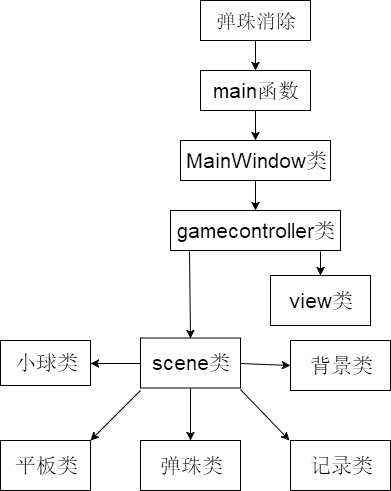 弹珠消除
main函数
MainWindow类
gamecontroller类
view类
小球类
scene类
背景类
平板类
弹珠类
记录类